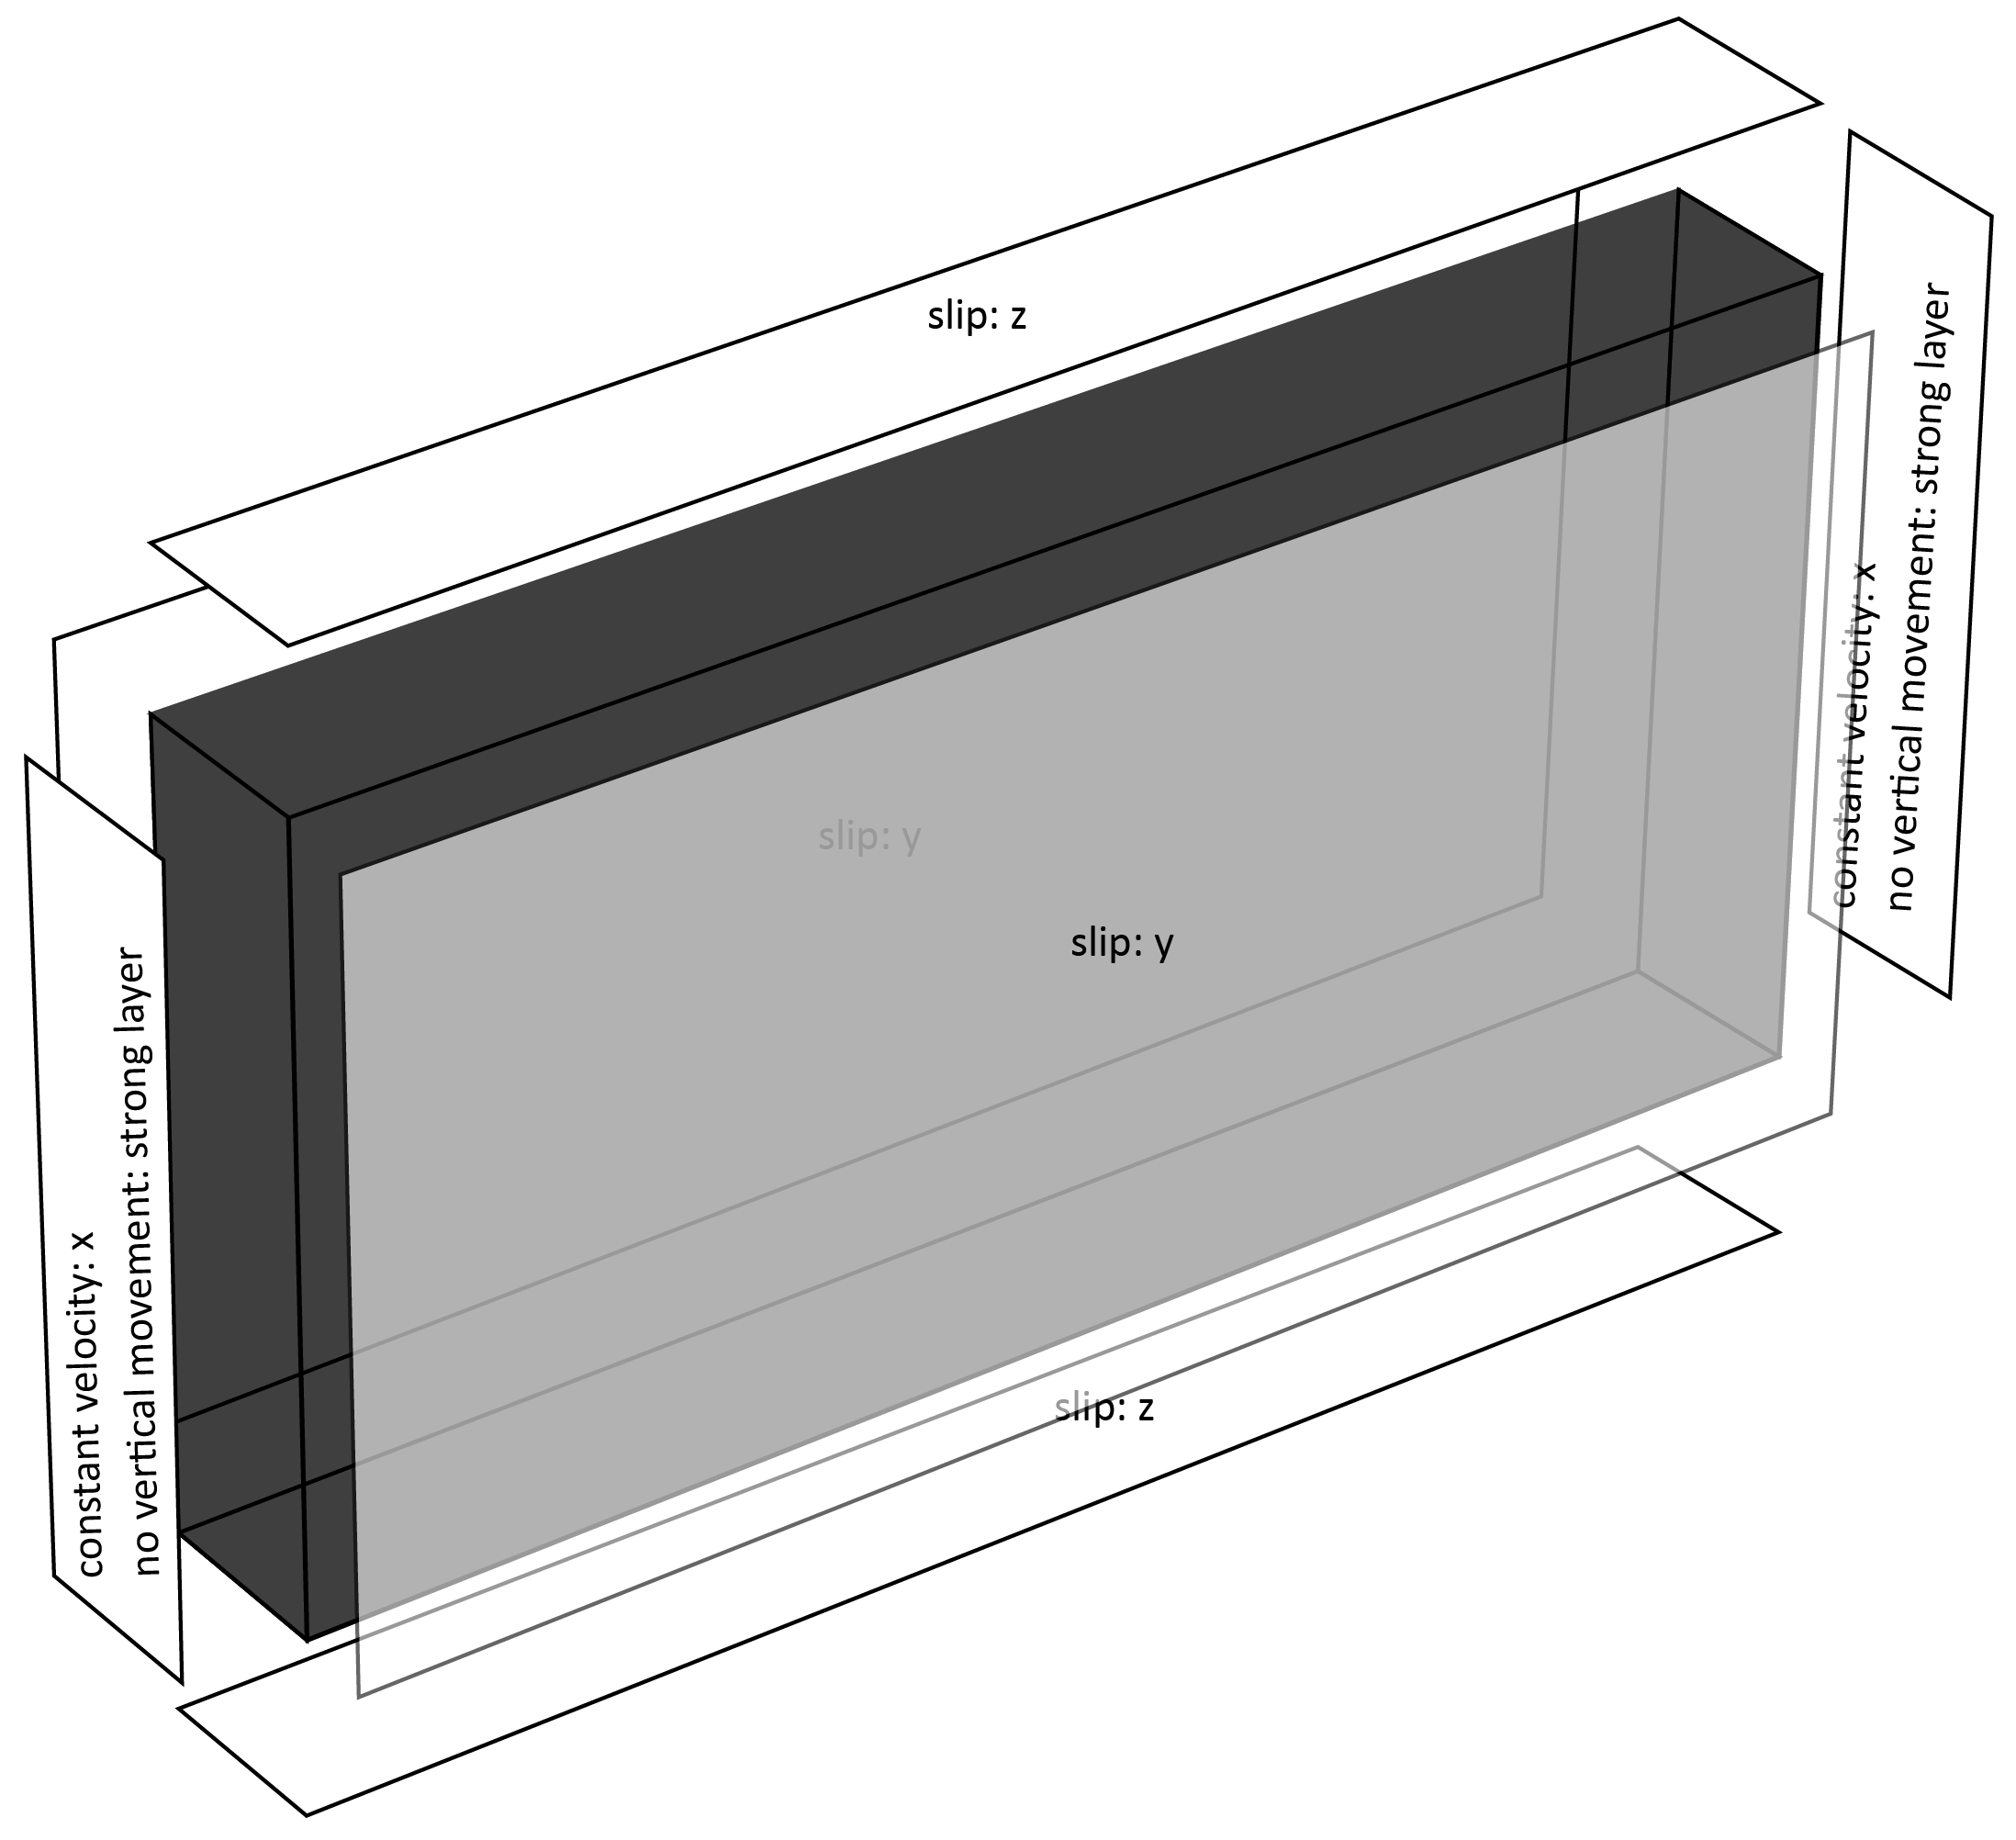 slip: z
slip: y
slip: y
constant velocity: x
no vertical movement: strong layer
constant velocity: x
no vertical movement: strong layer
slip: z